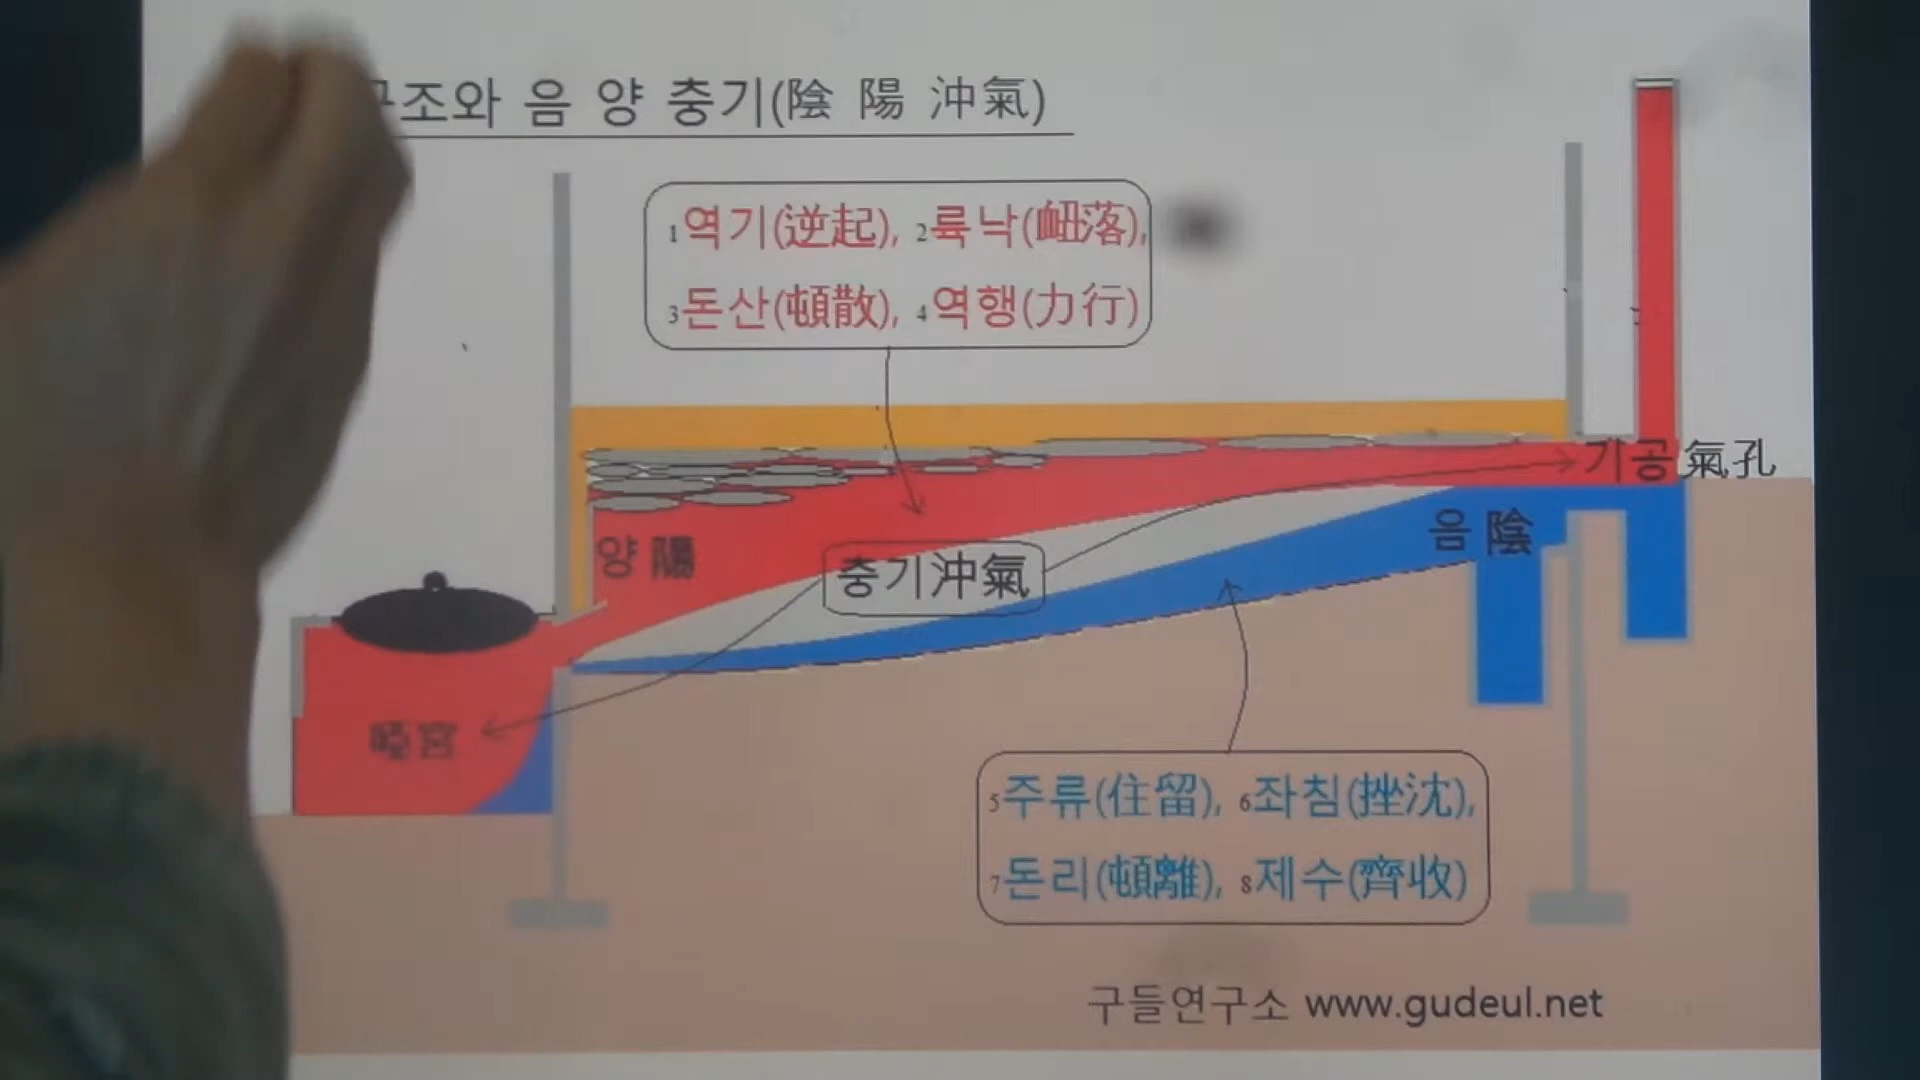 조와 음 양 충기(陰 陽 沖氣)
1역기(逆起), 2륙낙(衄落),
3돈산(頓散), 4역행(力行)
기공 氣孔
음 陰
양 陽
충기沖氣
啞宮
5주류(住留), 6좌침(挫沈),
7돈리(頓離), 8제수(齊收)
구들연구소 www.gudeul.net